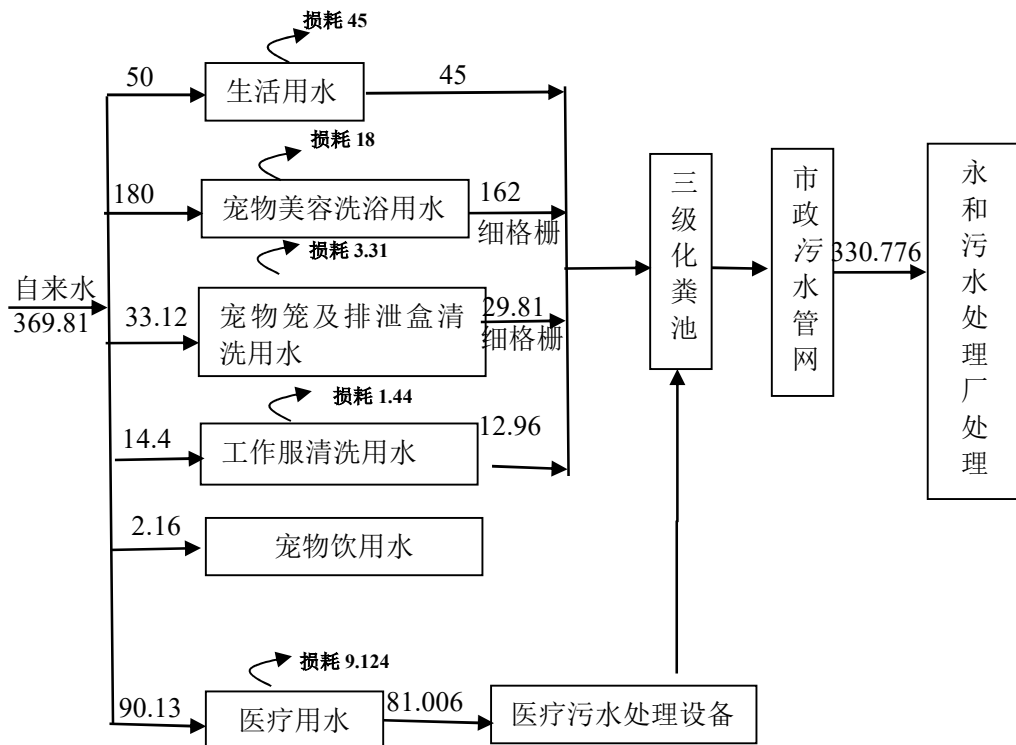 损耗 45
50
生活用水
45
损耗 18
180
宠物美容洗浴用水
162
细格栅
损耗 3.31
自来水
369.81
33.12
宠物笼及排泄盒清
洗用水
29.81
细格栅
损耗 1.44
14.4
工作服清洗用水
12.96
2.16
宠物饮用水
损耗 9.124
90.13
医疗用水
81.006
医疗污水处理设备
三级化粪池
市政污水管网
330.776
永和污水处理厂处理